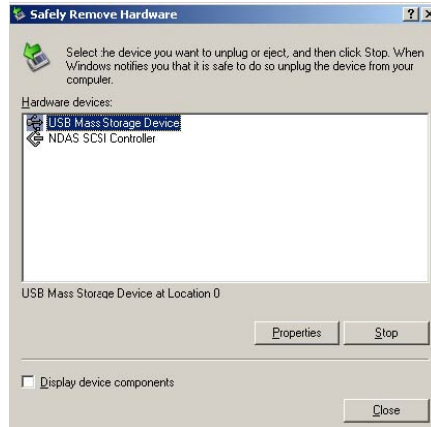 Safely Remove Hardware
Select the device you want to unplug or eject, and then click Stop. When
Windows notifies you that it is safe to do so unplug the device from your
computer.
Hardware devices:
USB Mass Storage Device
NDAS SCSI Controller
USB Mass Storage Device at Location 0
Properties
Stop
Display device components
Close